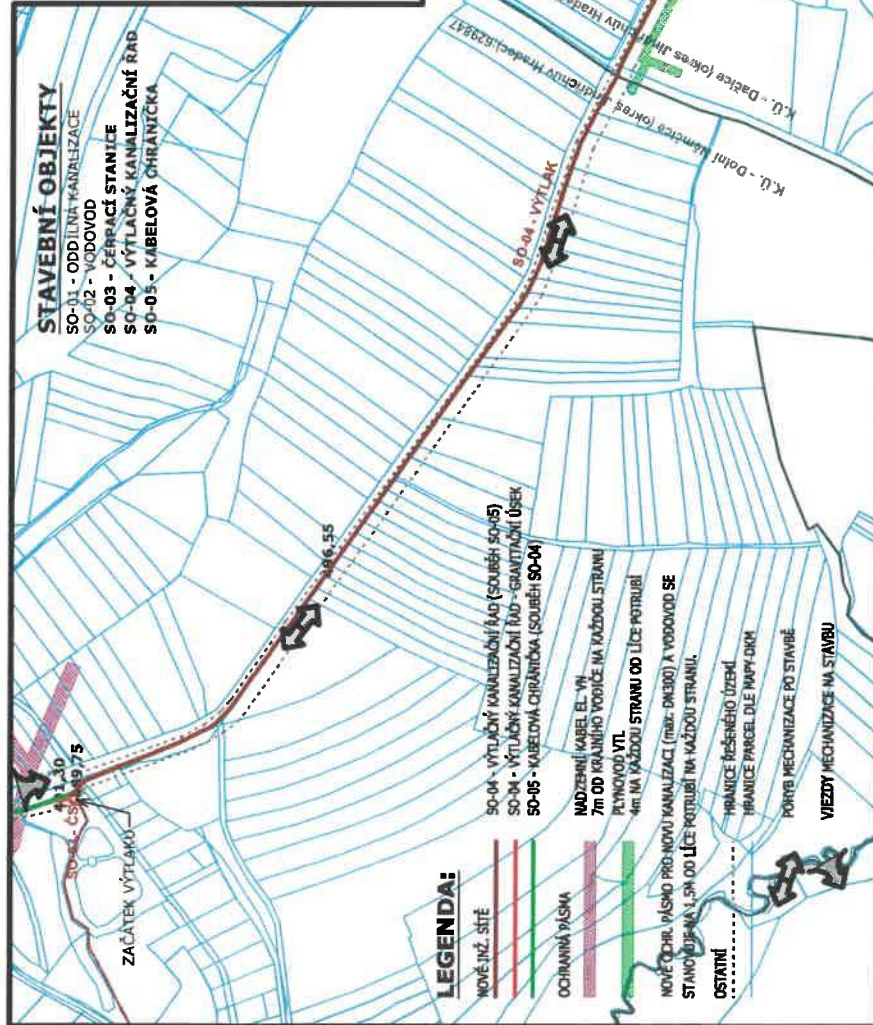 STAVEBNÍ OBJEKTY
SO-01 - ODDÍLNÁ KANALIZACE
SO-02 - VODOVOD
SO-03 - ČERPACÍ STANICE
SO-04 - VÝTLAČNÝ KANALIZAČNÍ ŘAD
SO-05 - KABELOVÁ CHRÁNIČKA
ZAČÁTEK VÝTLAKU
496,55
SO-04 - VÝTLAK
K.Ú. - Dolní Němčice (okres Jindřichův Hradec);629847
K.Ú. - Dačice (okres Jindřichův Hradec
LEGENDA:
NOVÉ INŽ. SÍTĚ
SO-04 - VÝTLAČNÝ KANALIZAČNÍ ŘAD (SOUBĚH SO-05)
SO-04 - VÝTLAČNÝ KANALIZAČNÍ ŘAD - GRAVITAČNÍ ÚSEK
SO-05 - KABELOVÁ CHRÁNIČKA (SOUBĚH SO-04)
OCHRANNÁ PÁSMA
NADZEMNÍ KABEL EL. VN
7m OD KRAJNÍHO VODIČE NA KAŽDOU STRANU
PLYNOVOD VTL
4m NA KAŽDOU STRANU OD LÍCE POTRUBÍ
NOVÉ OCHR. PÁSMO PRO NOVU KANALIZACI (max. DN300) A VODOVOD SE
STANOVUJE NA 1,5M OD LÍCE POTRUBÍ NA KAŽDOU STRANU.
OSTATNÍ
HRANICE ŘEŠENÉHO ÚZEMÍ
HRANICE PARCEL DLE MAPY DKM
POHYB MECHANIZACE PO STAVBĚ
VJEZDY MECHANIZACE NA STAVBU